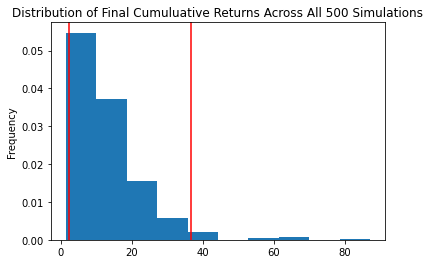 Distribution of Final Cumuluative Returns Across All 500 Simulations
Frequency
0.05
0.04
0.03
0.02
0.01
0.00
0 20 40 60 80